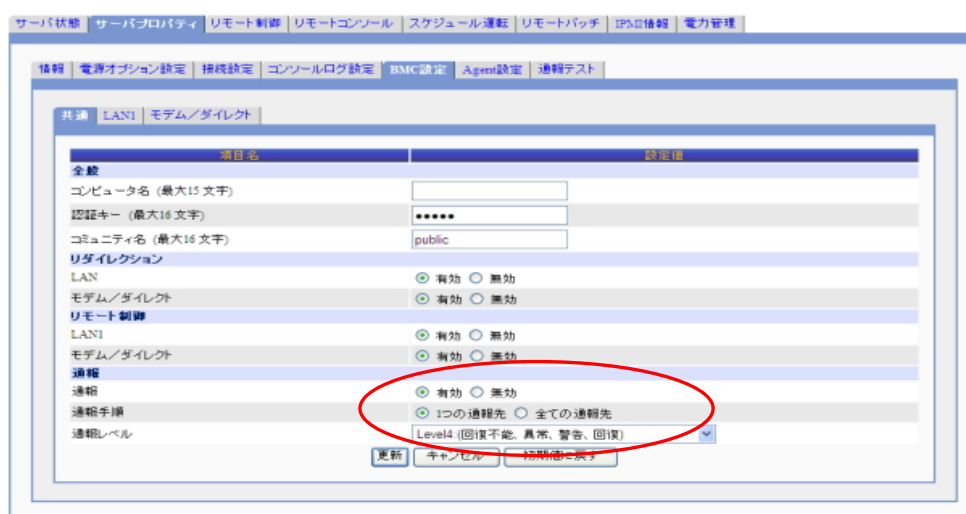 サーバ状態 サーバプロパティ リモート制御 リモートコンソール スケジュール運転 リモートバッチ IPMI情報 電力管理
情報 電源オプション設定 接続設定 コンソールログ設定 BMC設定 Agent設定 通報テスト
共通 LAN1 モデム／ダイレクト
項目名 設定値
全般
コンピュータ名 (最大15 文字)
認証キー (最大16 文字) ●●●●●
コミュニティ名 (最大16 文字) public
リダイレクション
LAN 有効 無効
モデム／ダイレクト 有効 無効
リモート制御
LAN1 有効 無効
モデム／ダイレクト 有効 無効
通報
通報 有効 無効
通報手順 1つの通報先 全ての通報先
通報レベル Level4:(回復不能、異常、警告、回復)
更新 キャンセル 初期値に戻す